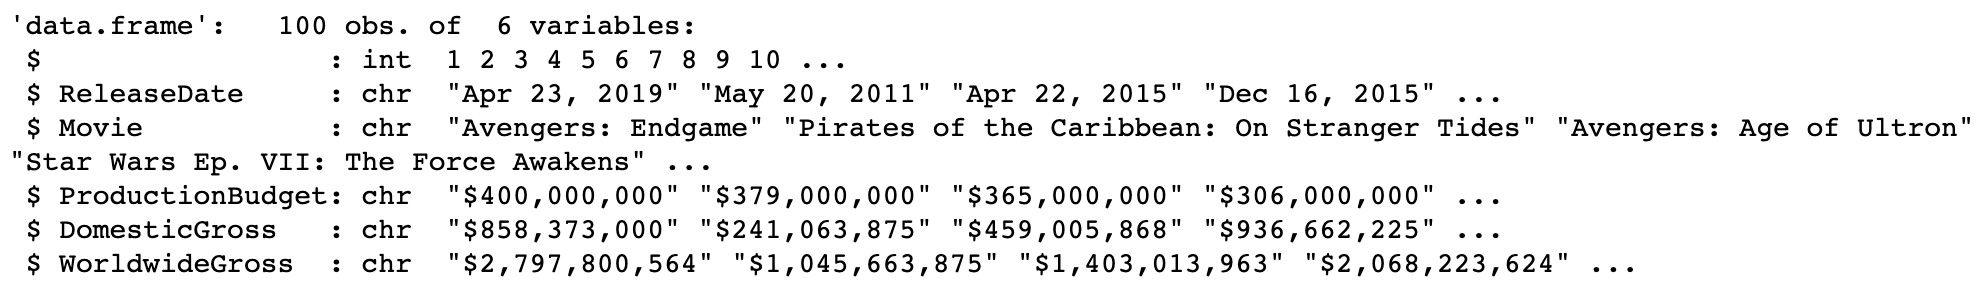 'data.frame':   100 obs. of  6 variables:
 $                 : int  1 2 3 4 5 6 7 8 9 10 ...
 $ ReleaseDate     : chr  "Apr 23, 2019" "May 20, 2011" "Apr 22, 2015" "Dec 16, 2015" ...
 $ Movie           : chr  "Avengers: Endgame" "Pirates of the Caribbean: On Stranger Tides" "Avengers: Age of Ultron"
"Star Wars Ep. VII: The Force Awakens" ...
 $ ProductionBudget: chr  "$400,000,000" "$379,000,000" "$365,000,000" "$306,000,000" ...
 $ DomesticGross   : chr  "$858,373,000" "$241,063,875" "$459,005,868" "$936,662,225" ...
 $ WorldwideGross  : chr  "$2,797,800,564" "$1,045,663,875" "$1,403,013,963" "$2,068,223,624" ...